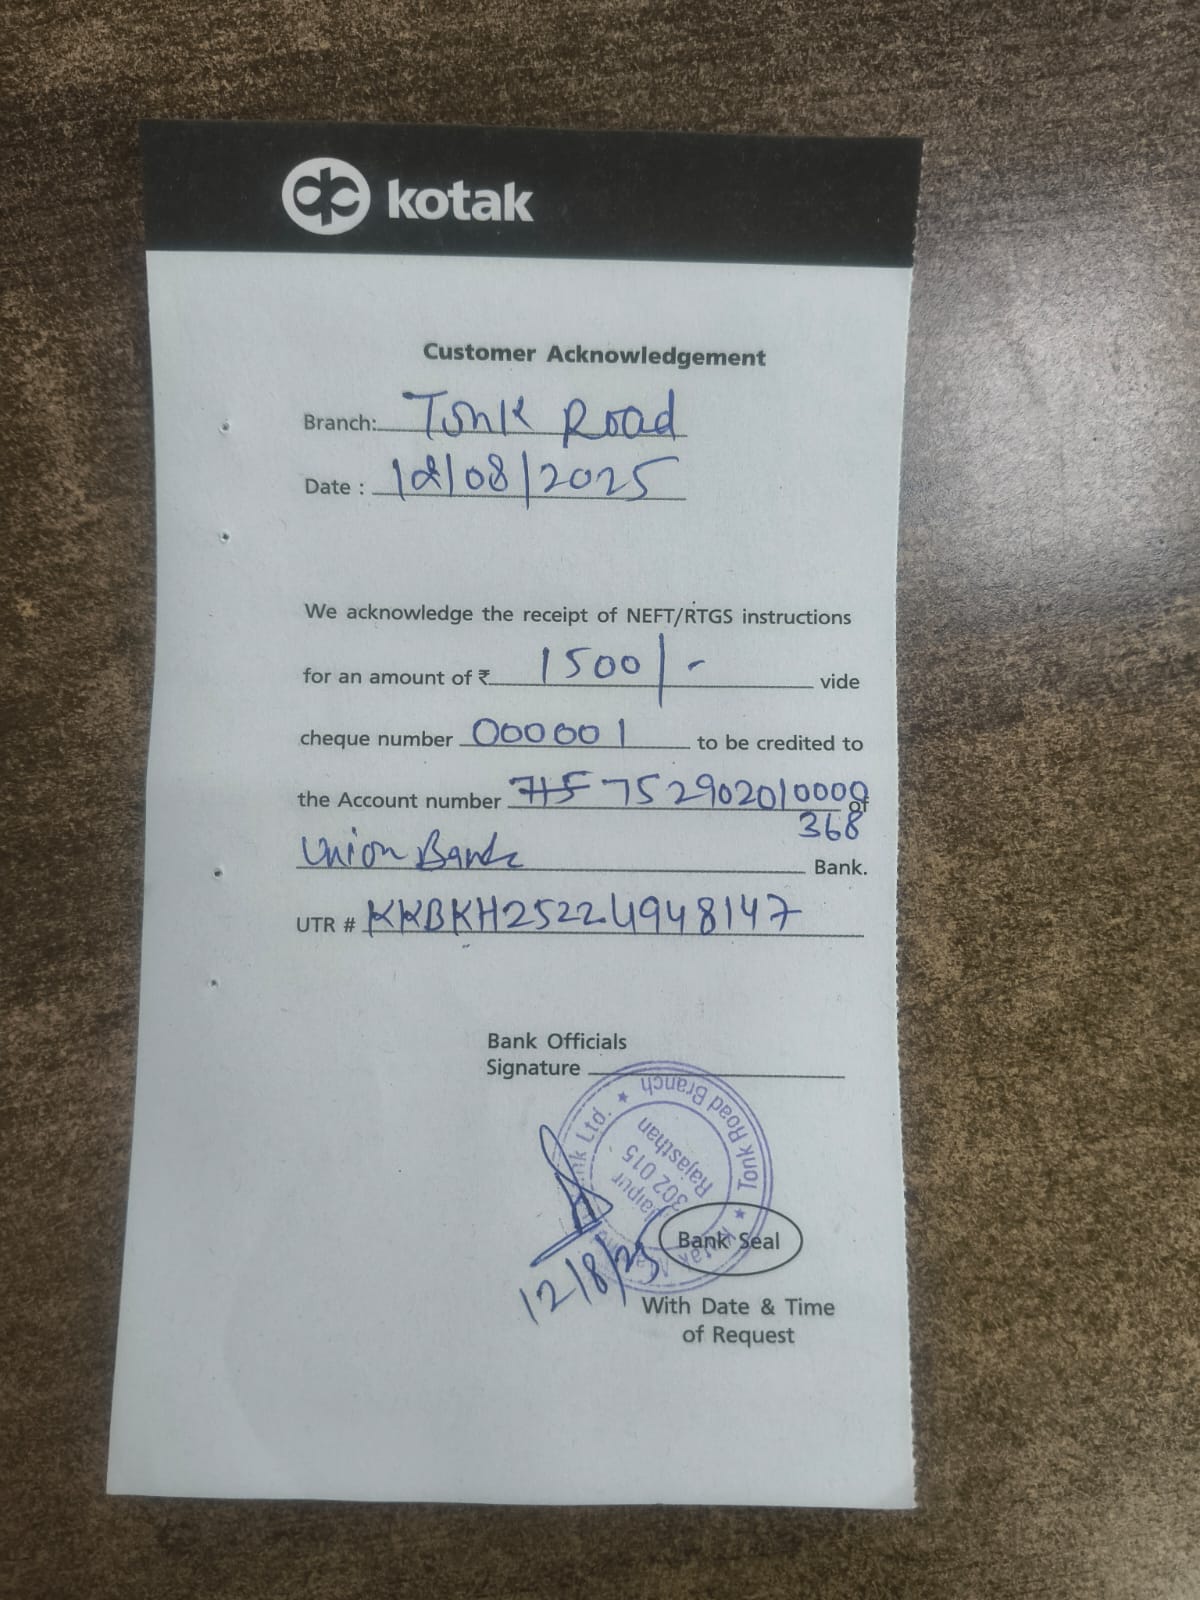 kotak
Customer Acknowledgement
Branch: Tonk Road
Date : 12/08/2025
We acknowledge the receipt of NEFT/RTGS instructions
for an amount of ₹ 1500/- vide
cheque number 000001 to be credited to
the Account number 752902010009 of
368
Union Bank Bank.
UTR # KKBKH25224948147
Bank Officials
Signature
Tonk Road Branch
Ltd.
Jaipur
302 015
Rajasthan
Kotak
Bank Seal
12/8/25
With Date & Time
of Request